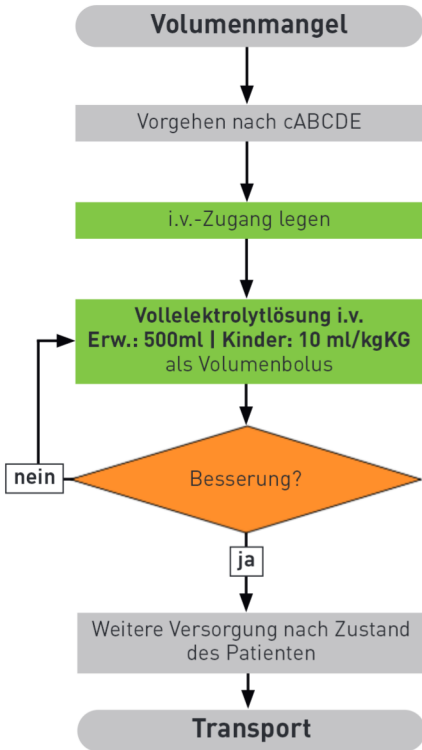 Volumenmangel
Vorgehen nach cABCDE
i.v.-Zugang legen
Vollelektrolytlösung i.v.
Erw.: 500ml | Kinder: 10 ml/kgKG
als Volumenbolus
Besserung?
nein
ja
Weitere Versorgung nach Zustand
des Patienten
Transport